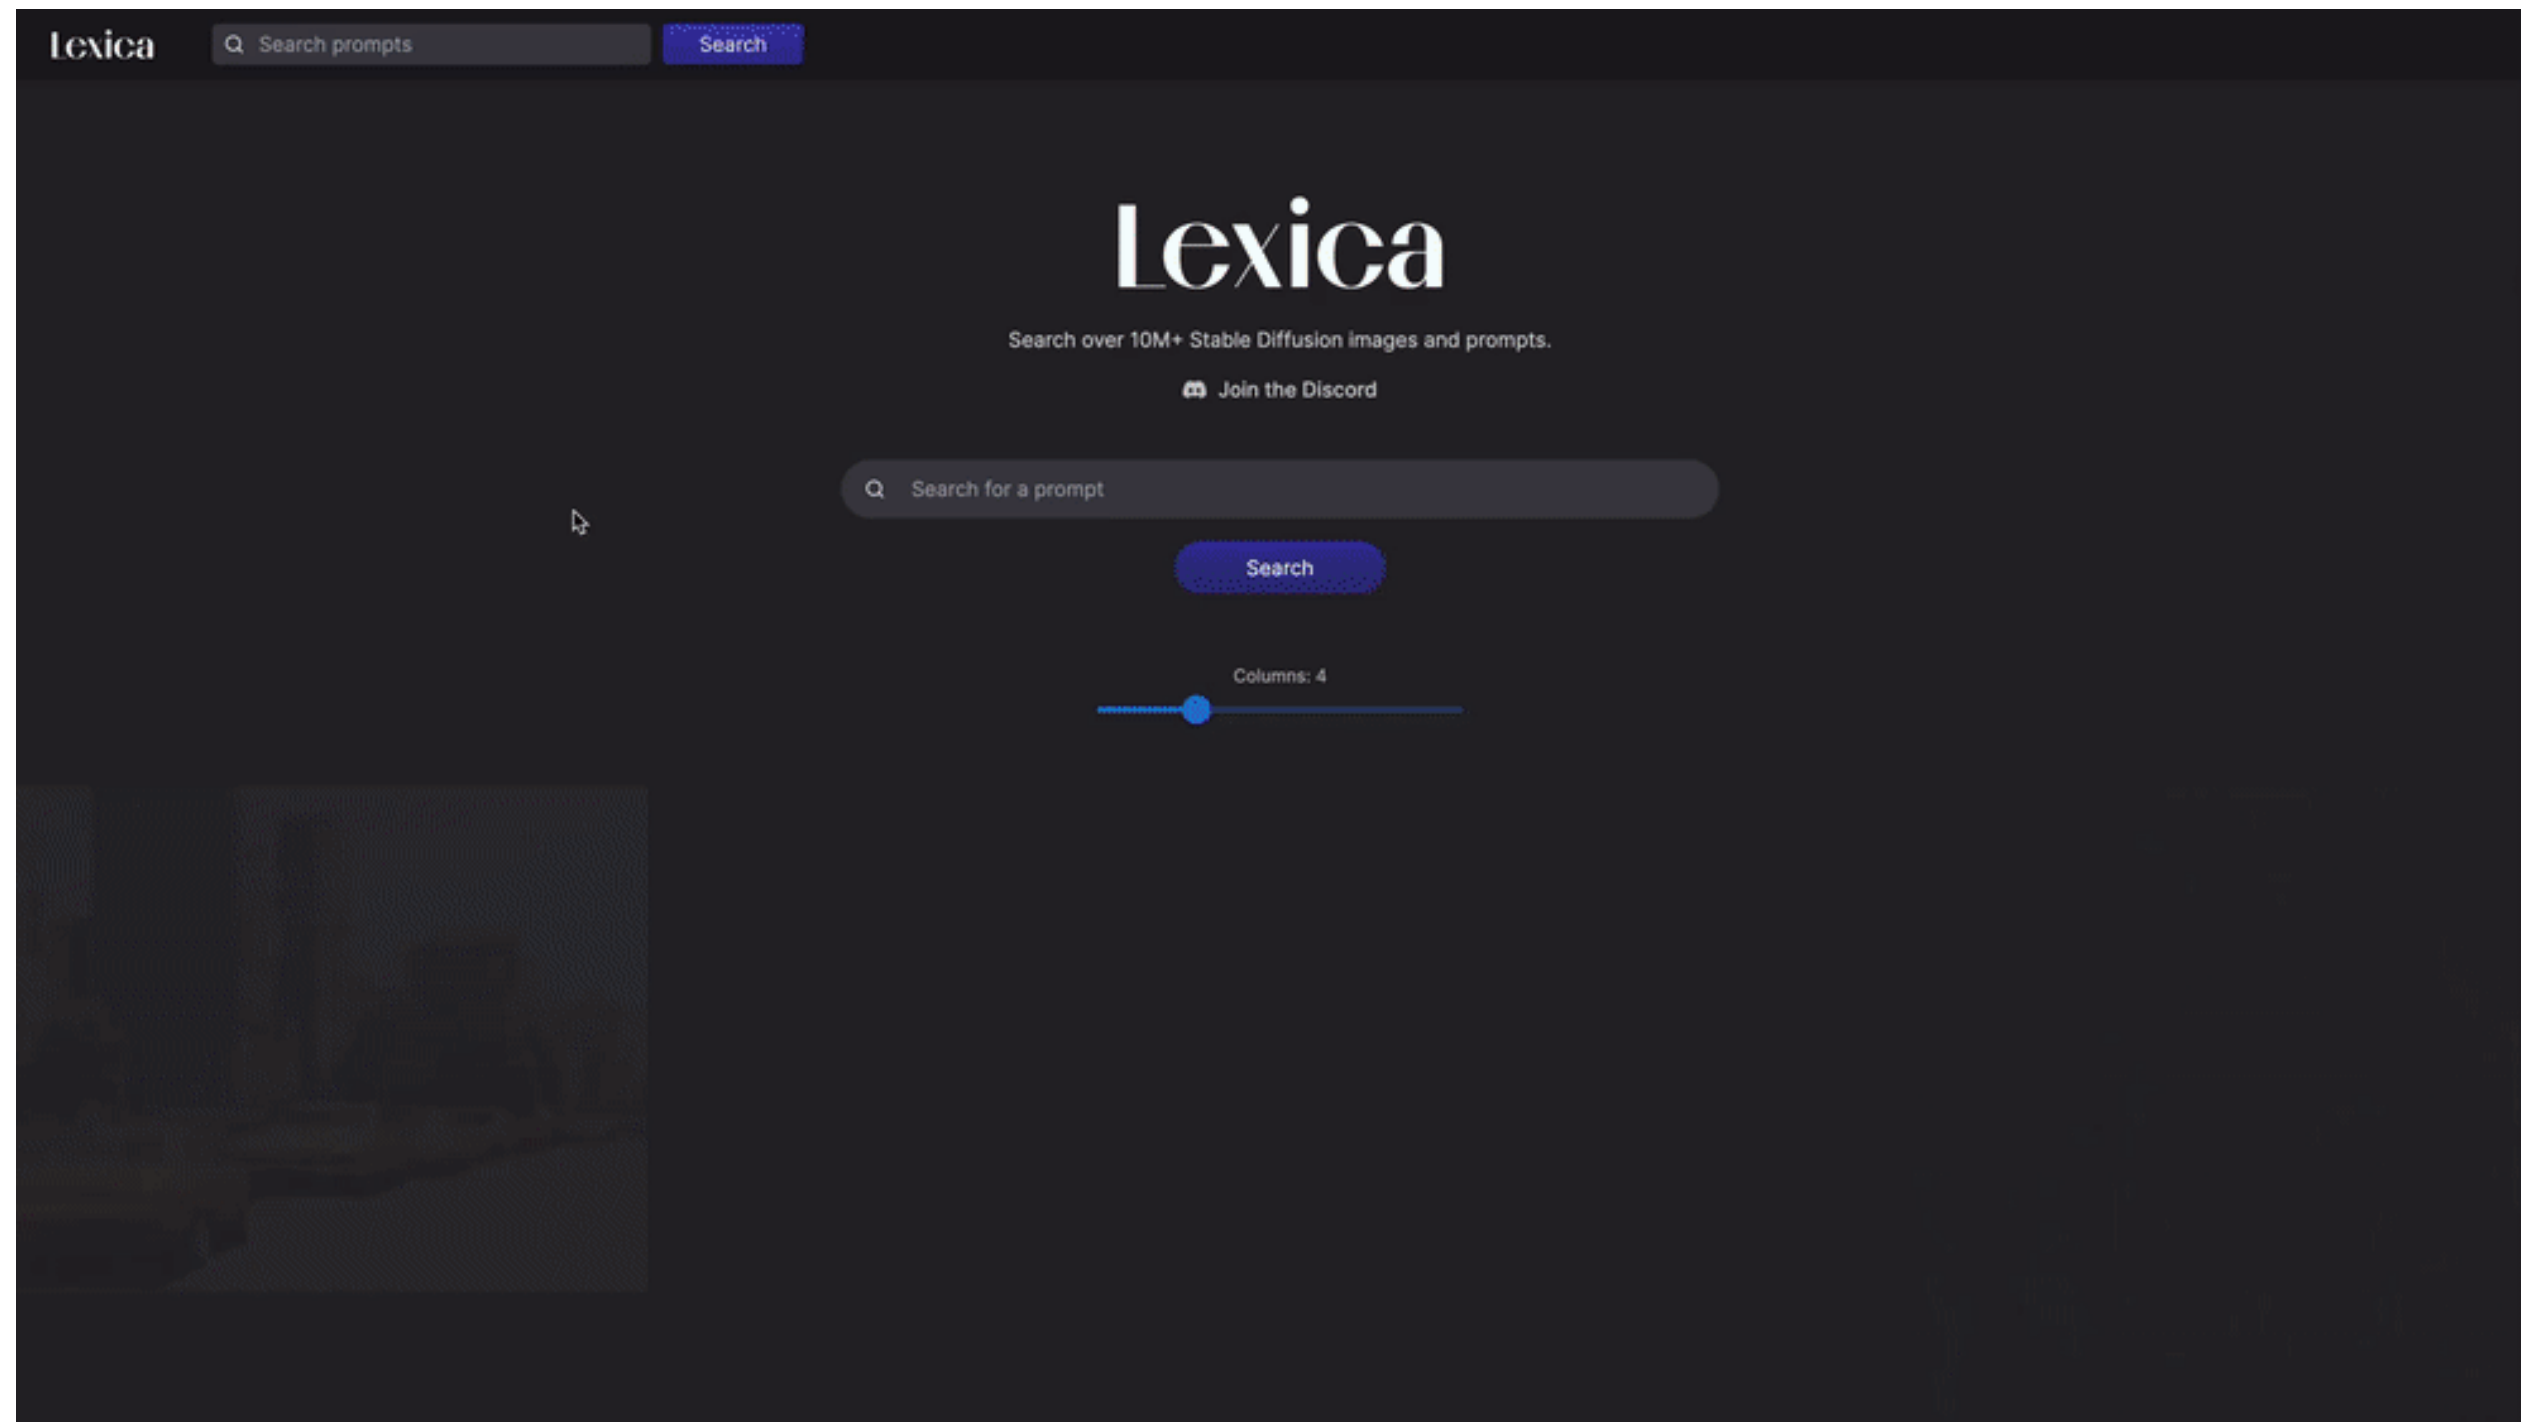 Lexica
Search prompts
Search
Lexica
Search over 10M+ Stable Diffusion images and prompts.
Join the Discord
Search for a prompt
Search
Columns: 4